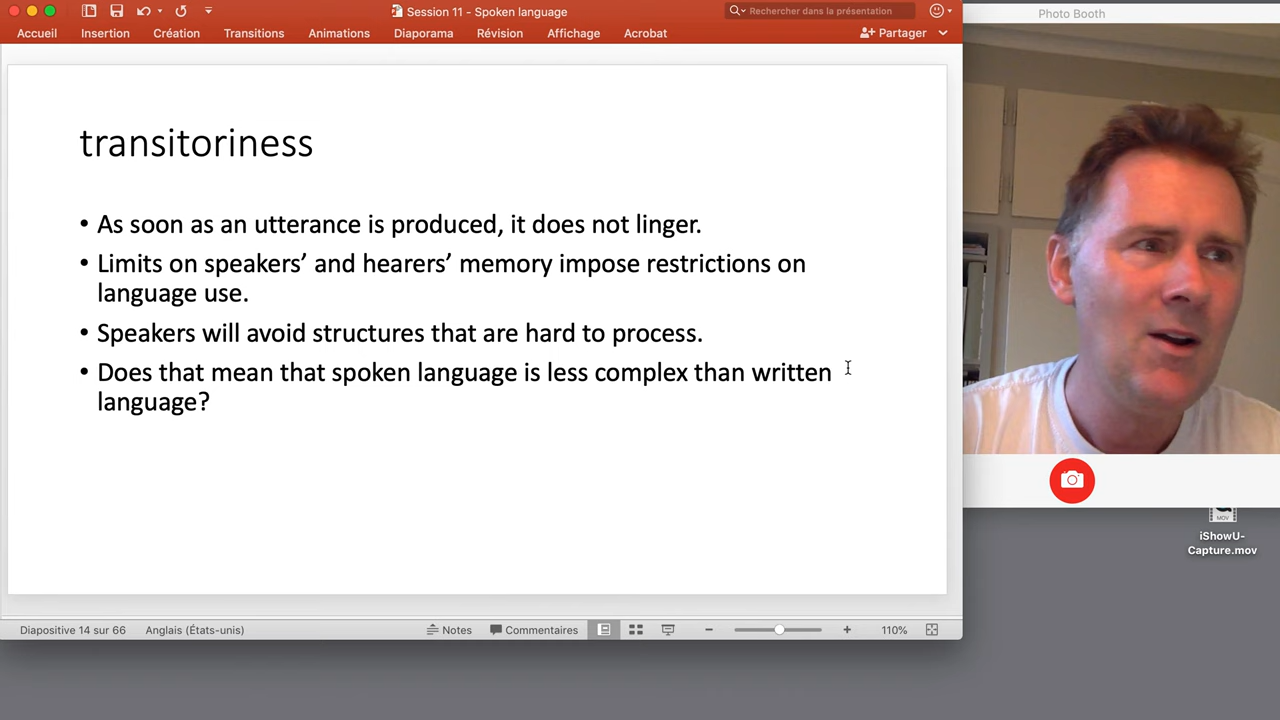 Session 11 - Spoken language
Rechercher dans la présentation
Photo Booth
Accueil Insertion Création Transitions Animations Diaporama Révision Affichage Acrobat Partager
transitoriness
• As soon as an utterance is produced, it does not linger.
• Limits on speakers’ and hearers’ memory impose restrictions on
language use.
• Speakers will avoid structures that are hard to process.
• Does that mean that spoken language is less complex than written
language?
MOV
iShowU-
Capture.mov
Diapositive 14 sur 66 Anglais (États-unis) Notes Commentaires 110%